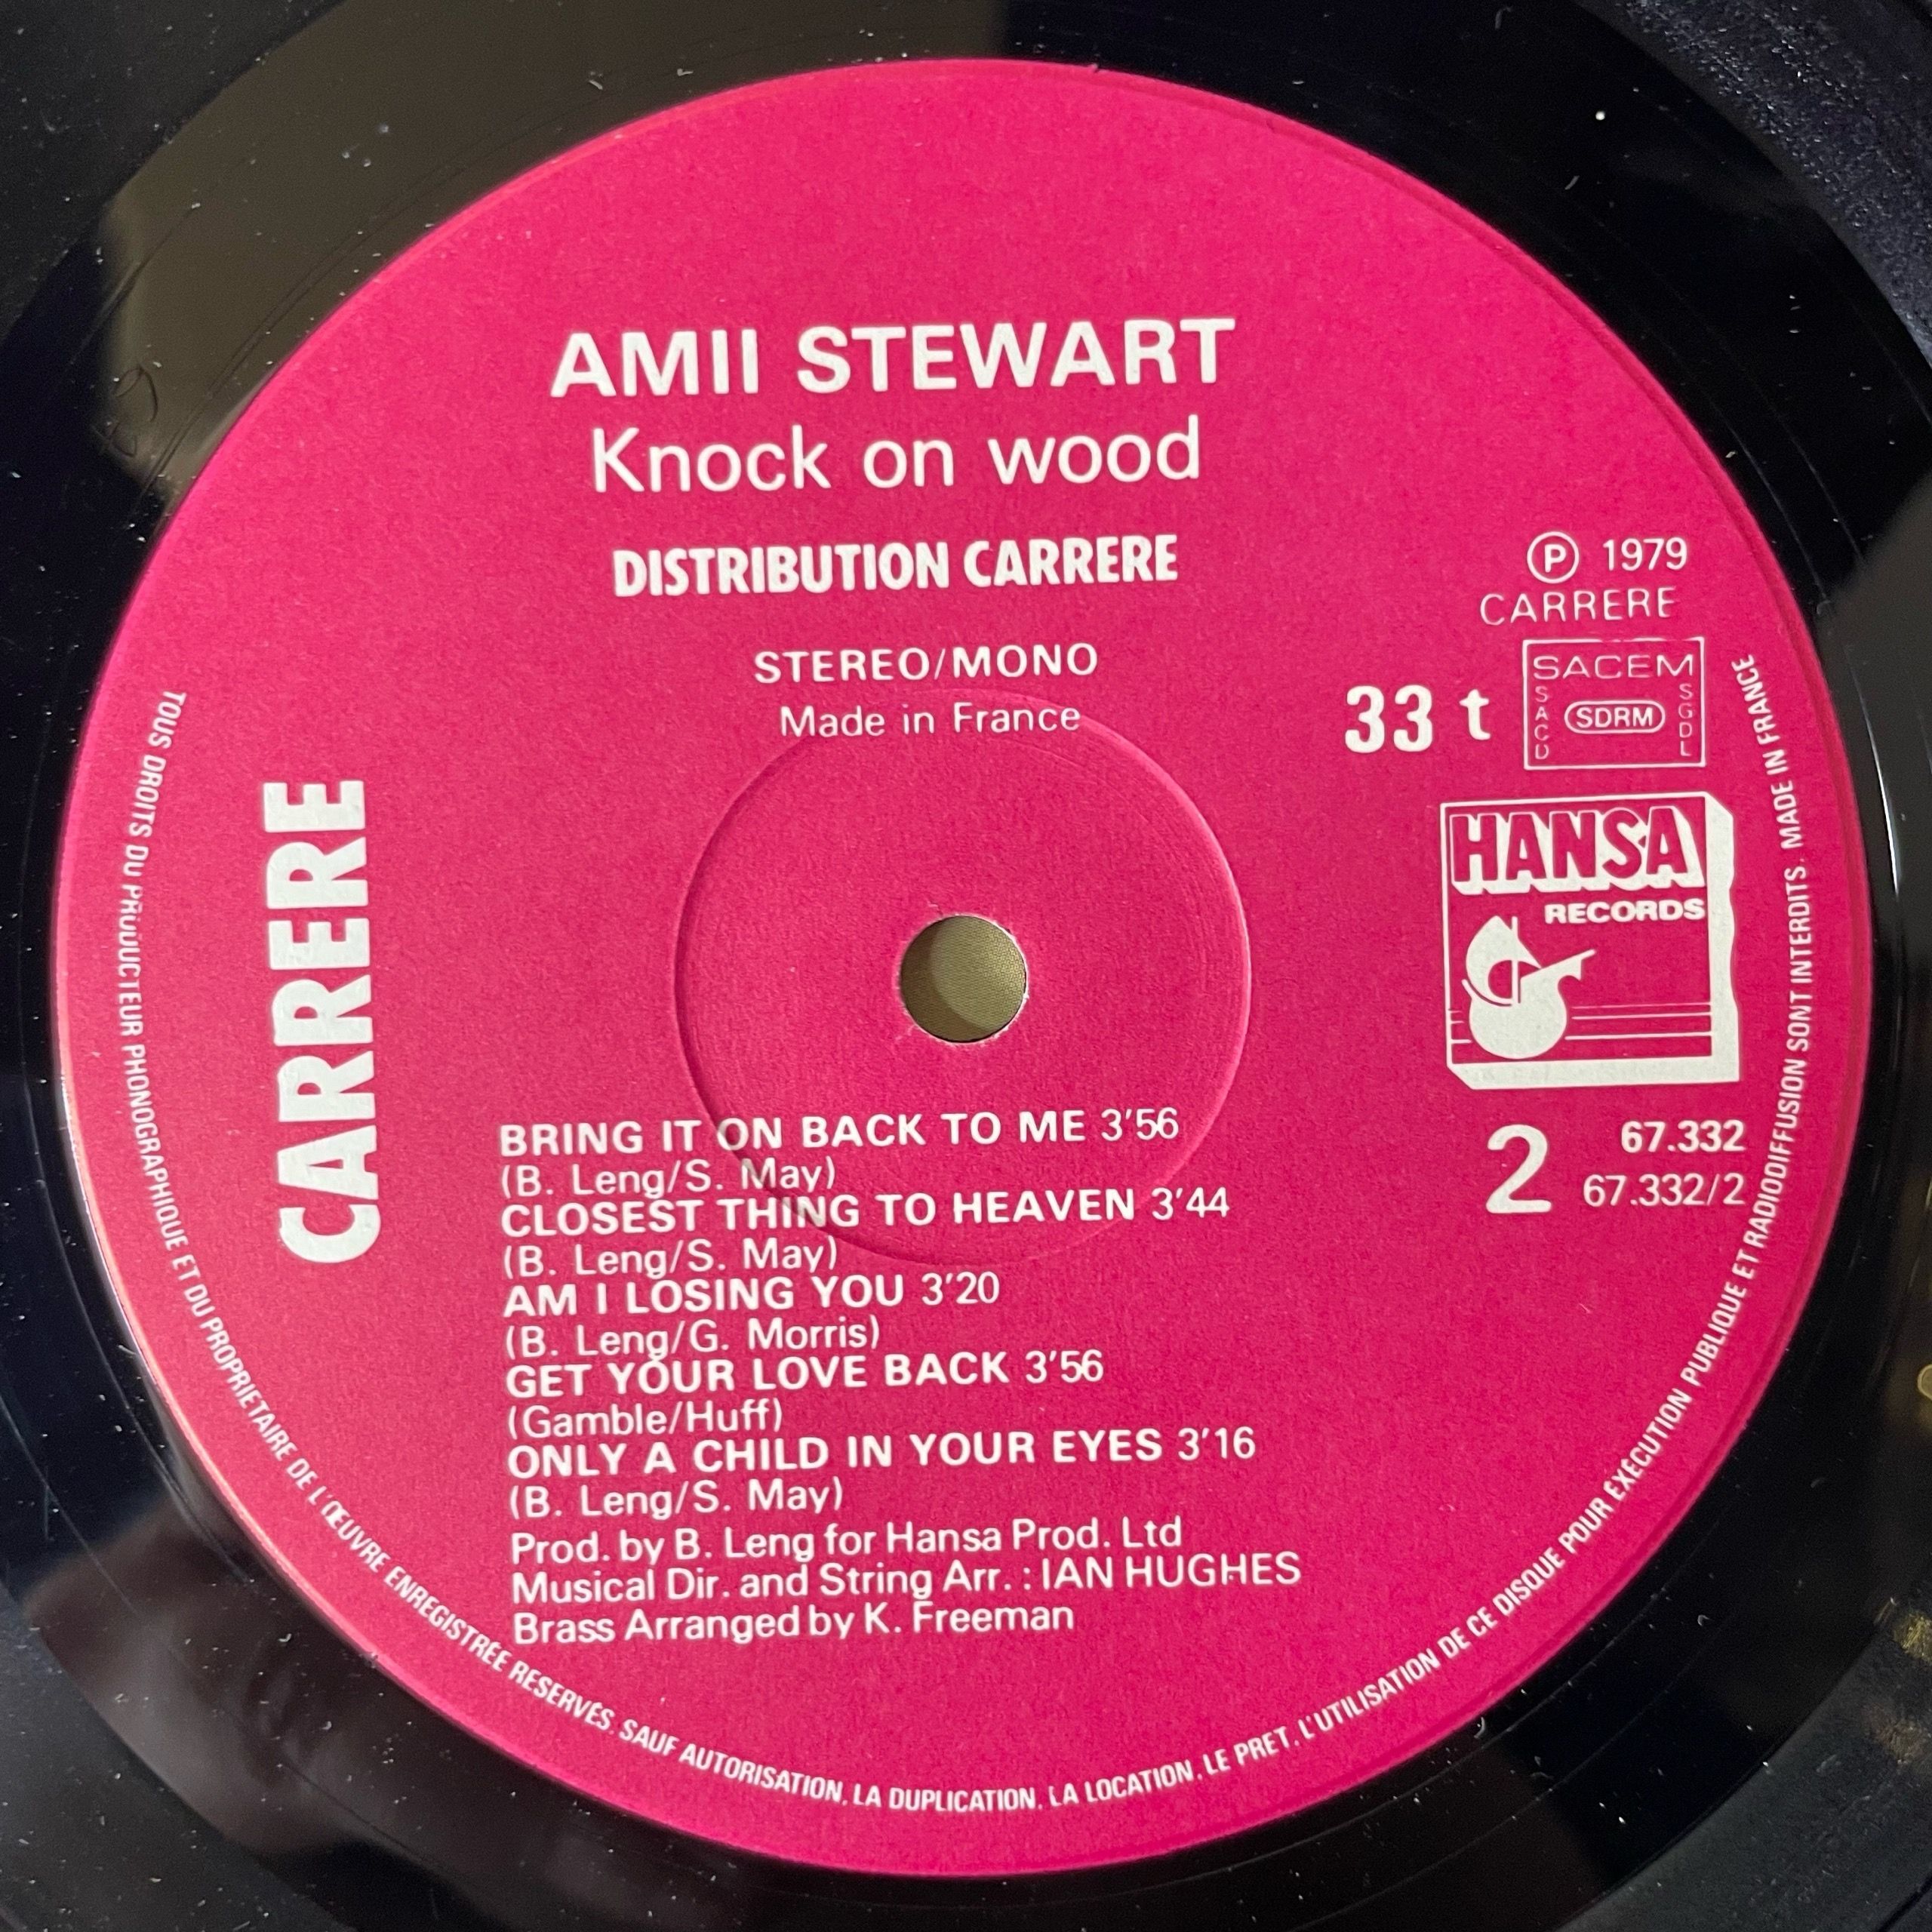 AMII STEWART
Knock on wood
DISTRIBUTION CARRERE
STEREO/MONO
Made in France
Ⓟ 1979
CARRERE
33 t
SACEM
SACD
SDRM
SGDL
HANSA
RECORDS
2
67.332
67.332/2
CARRERE
BRING IT ON BACK TO ME 3'56
(B. Leng/S. May)
CLOSEST THING TO HEAVEN 3'44
(B. Leng/S. May)
AM I LOSING YOU 3'20
(B. Leng/G. Morris)
GET YOUR LOVE BACK 3'56
(Gamble/Huff)
ONLY A CHILD IN YOUR EYES 3'16
(B. Leng/S. May)
Prod. by B. Leng for Hansa Prod. Ltd
Musical Dir. and String Arr. : IAN HUGHES
Brass Arranged by K. Freeman
TOUS DROITS DU PRODUCTEUR PHONOGRAPHIQUE ET DU PROPRIETAIRE DE L'ŒUVRE ENREGISTRÉE RESERVÉS. SAUF AUTORISATION, LA DUPLICATION, LA LOCATION, LE PRET, L'UTILISATION DE CE DISQUE POUR EXÉCUTION PUBLIQUE ET RADIODIFFUSION SONT INTERDITS. MADE IN FRANCE